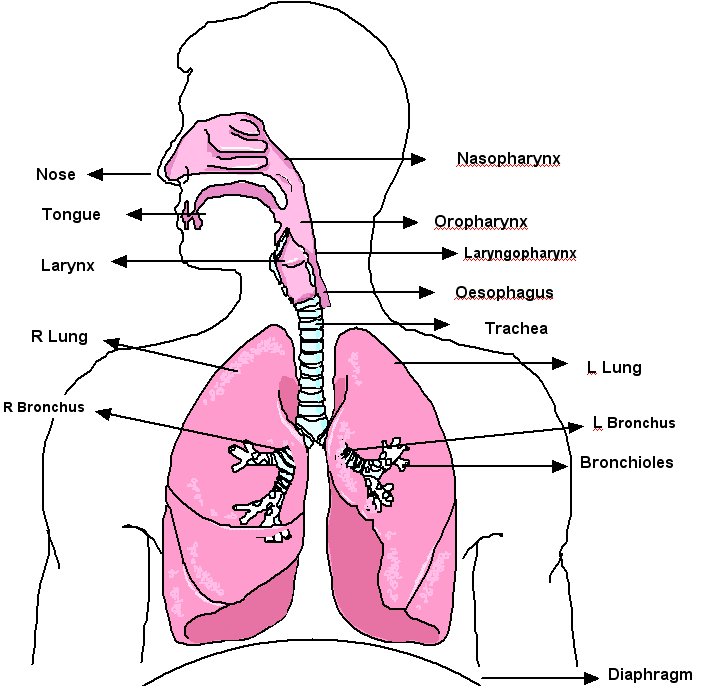 Nasopharynx
Nose
Tongue
Oropharynx
Laryngopharynx
Larynx
Oesophagus
Trachea
R Lung
L Lung
R Bronchus
L Bronchus
Bronchioles
Diaphragm